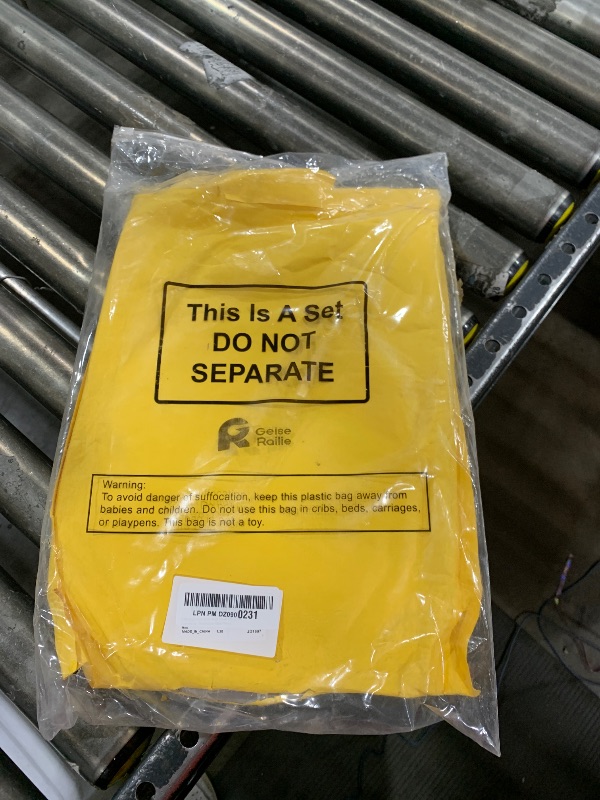 This Is A Set
DO NOT
SEPARATE
Geise
Raille
Warning:
To avoid danger of suffocation, keep this plastic bag away from
babies and children. Do not use this bag in cribs, beds, carriages,
or playpens. This bag is not a toy.
LPN PM DZ0900231